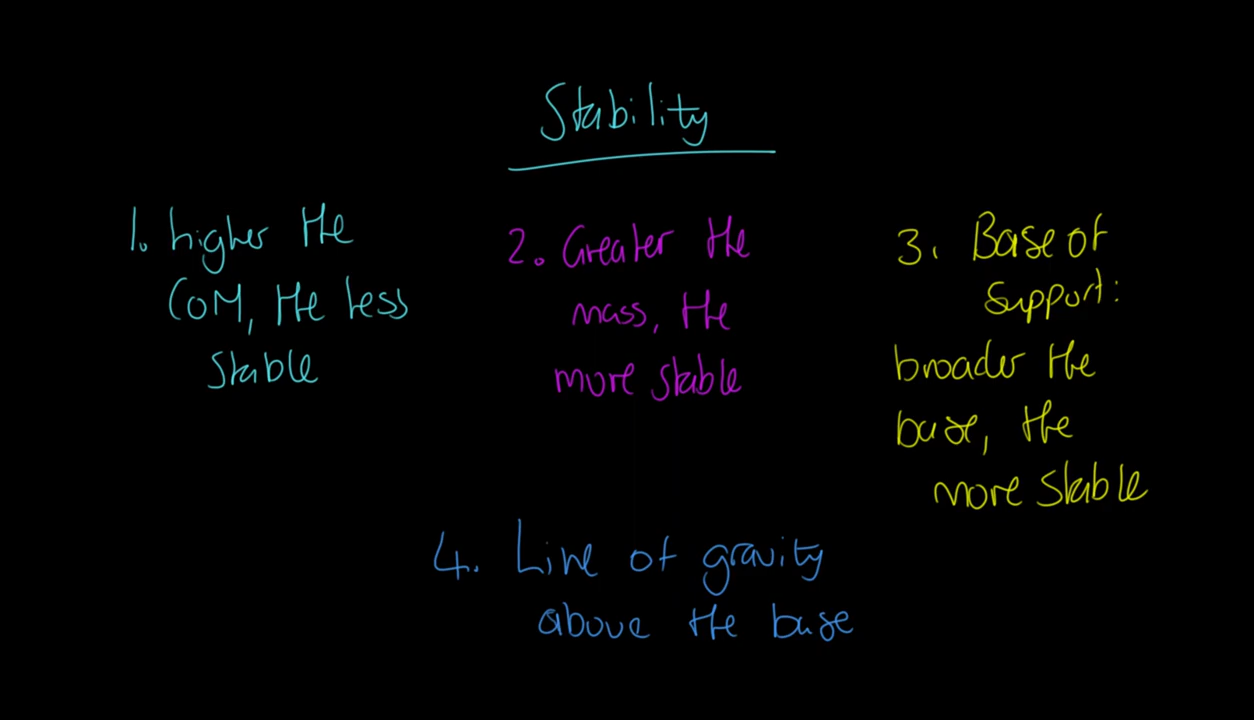 Stability
1. higher the
CoM, the less
stable
2. Greater the
mass, the
more stable
3. Base of
support:
broader the
base, the
more stable
4. Line of gravity
above the base